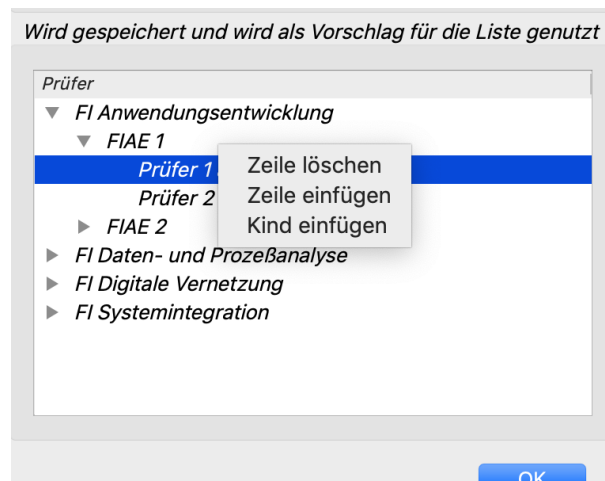 Wird gespeichert und wird als Vorschlag für die Liste genutzt
Prüfer
FI Anwendungsentwicklung
FIAE 1
Prüfer 1
Zeile löschen
Prüfer 2
Zeile einfügen
FIAE 2
Kind einfügen
FI Daten- und Prozeßanalyse
FI Digitale Vernetzung
FI Systemintegration
OK